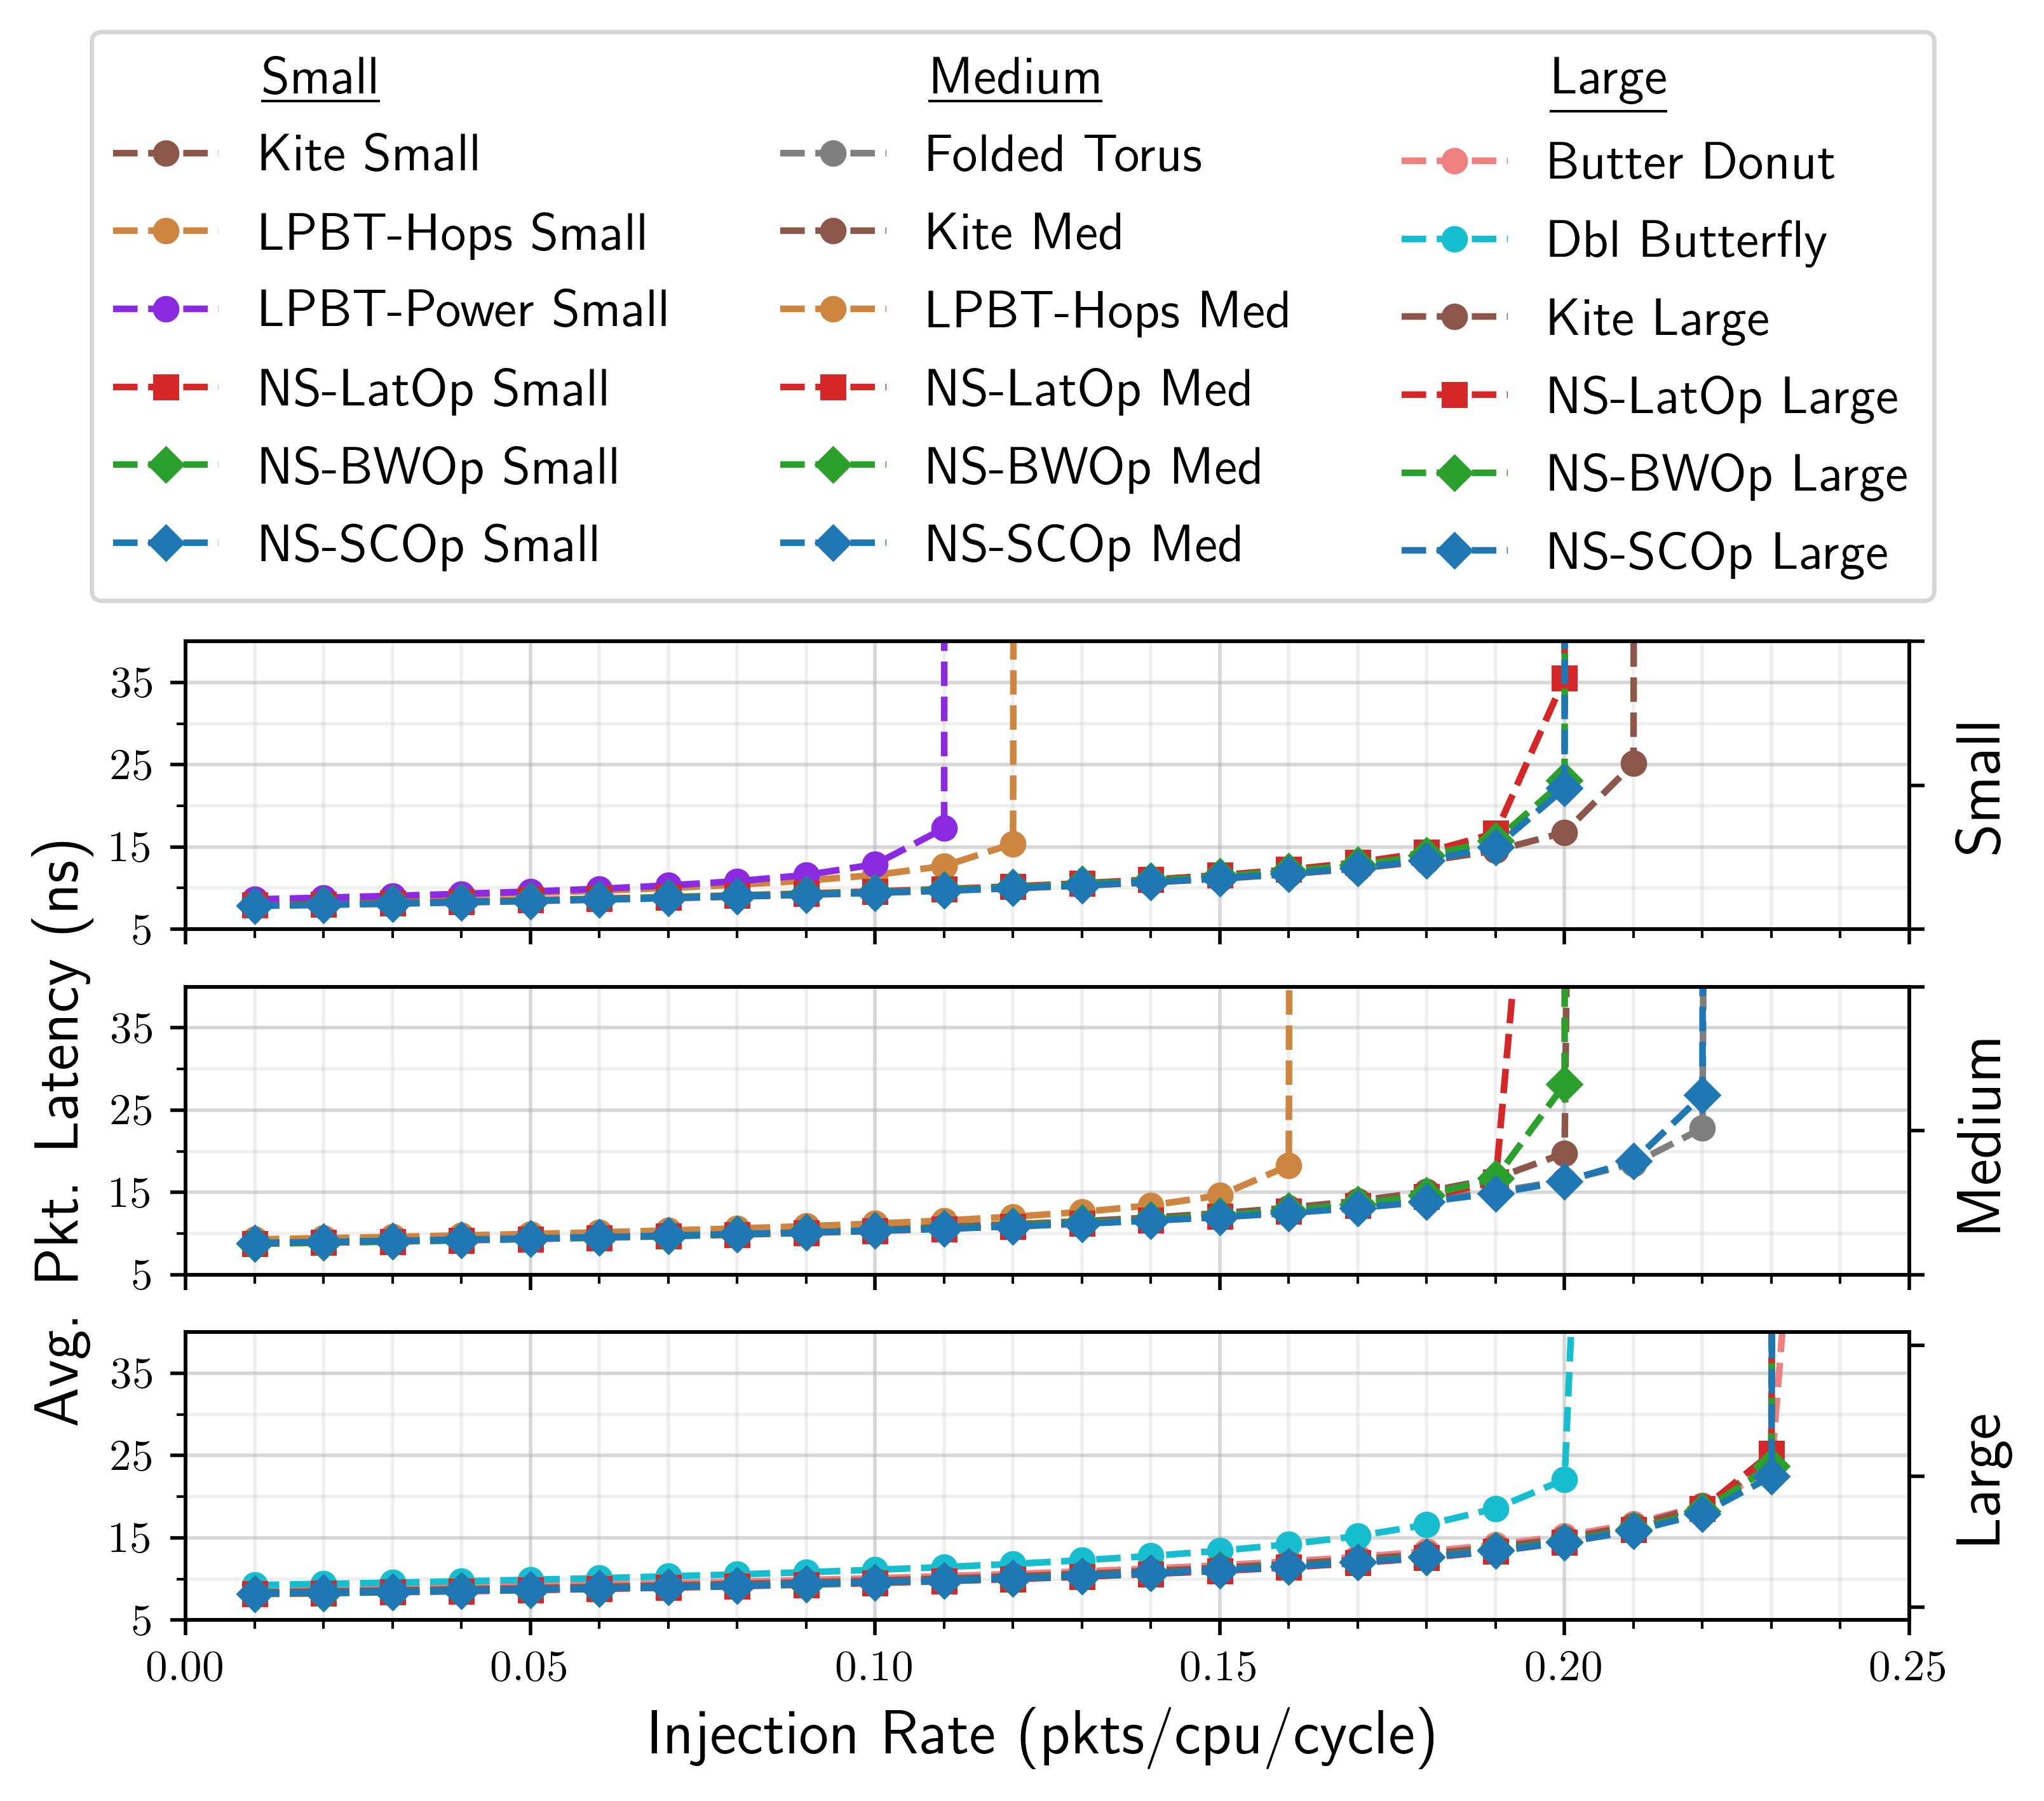 Small
Kite Small
LPBT-Hops Small
LPBT-Power Small
NS-LatOp Small
NS-BWOp Small
NS-SCOp Small
Medium
Folded Torus
Kite Med
LPBT-Hops Med
NS-LatOp Med
NS-BWOp Med
NS-SCOp Med
Large
Butter Donut
Dbl Butterfly
Kite Large
NS-LatOp Large
NS-BWOp Large
NS-SCOp Large
Avg. Pkt. Latency (ns)
35
25
15
5
Small
35
25
15
5
Medium
35
25
15
5
Large
0.00 0.05 0.10 0.15 0.20 0.25
Injection Rate (pkts/cpu/cycle)